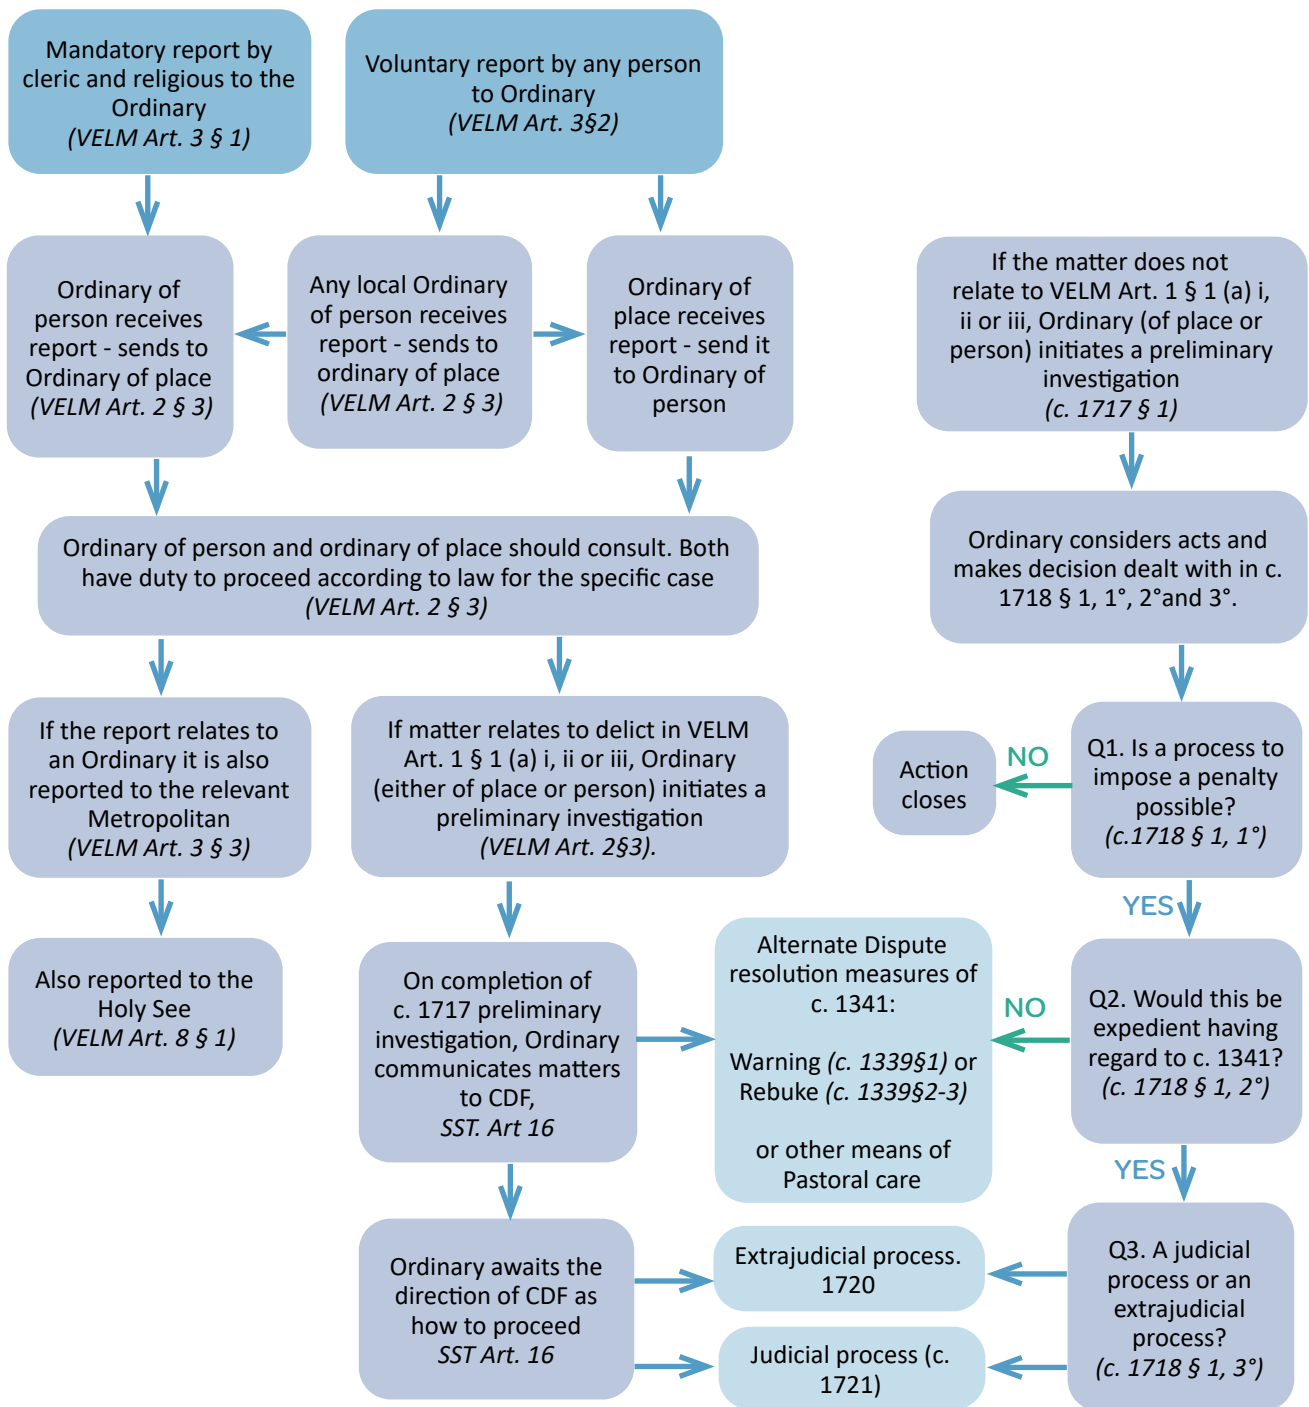 Mandatory report by
cleric and religious to the
Ordinary
(VELM Art. 3 § 1)
Voluntary report by any person
to Ordinary
(VELM Art. 3§2)
Ordinary of
person receives
report - sends to
Ordinary of place
(VELM Art. 2 § 3)
Any local Ordinary
of person receives
report - sends to
ordinary of place
(VELM Art. 2 § 3)
Ordinary of
place receives
report - send it
to Ordinary of
person
If the matter does not
relate to VELM Art. 1 § 1 (a) i,
ii or iii, Ordinary (of place or
person) initiates a preliminary
investigation
(c. 1717 § 1)
Ordinary of person and ordinary of place should consult. Both
have duty to proceed according to law for the specific case
(VELM Art. 2 § 3)
Ordinary considers acts and
makes decision dealt with in c.
1718 § 1, 1°, 2°and 3°.
If the report relates to
an Ordinary it is also
reported to the relevant
Metropolitan
(VELM Art. 3 § 3)
If matter relates to delict in VELM
Art. 1 § 1 (a) i, ii or iii, Ordinary
(either of place or person) initiates a
preliminary investigation
(VELM Art. 2§3).
Action
closes
NO
Q1. Is a process to
impose a penalty
possible?
(c.1718 § 1, 1°)
YES
Also reported to the
Holy See
(VELM Art. 8 § 1)
On completion of
c. 1717 preliminary
investigation, Ordinary
communicates matters
to CDF,
SST. Art 16
Alternate Dispute
resolution measures of
c. 1341:
Warning (c. 1339§1) or
Rebuke (c. 1339§2-3)
or other means of
Pastoral care
NO
Q2. Would this be
expedient having
regard to c. 1341?
(c. 1718 § 1, 2°)
YES
Ordinary awaits the
direction of CDF as
how to proceed
SST Art. 16
Extrajudicial process.
1720
Judicial process (c.
1721)
Q3. A judicial
process or an
extrajudicial
process?
(c. 1718 § 1, 3°)